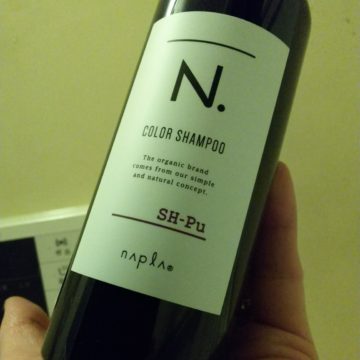 N.
COLOR SHAMPOO
The organic brand
comes from our simple
and natural concept.
SH-Pu
napla®